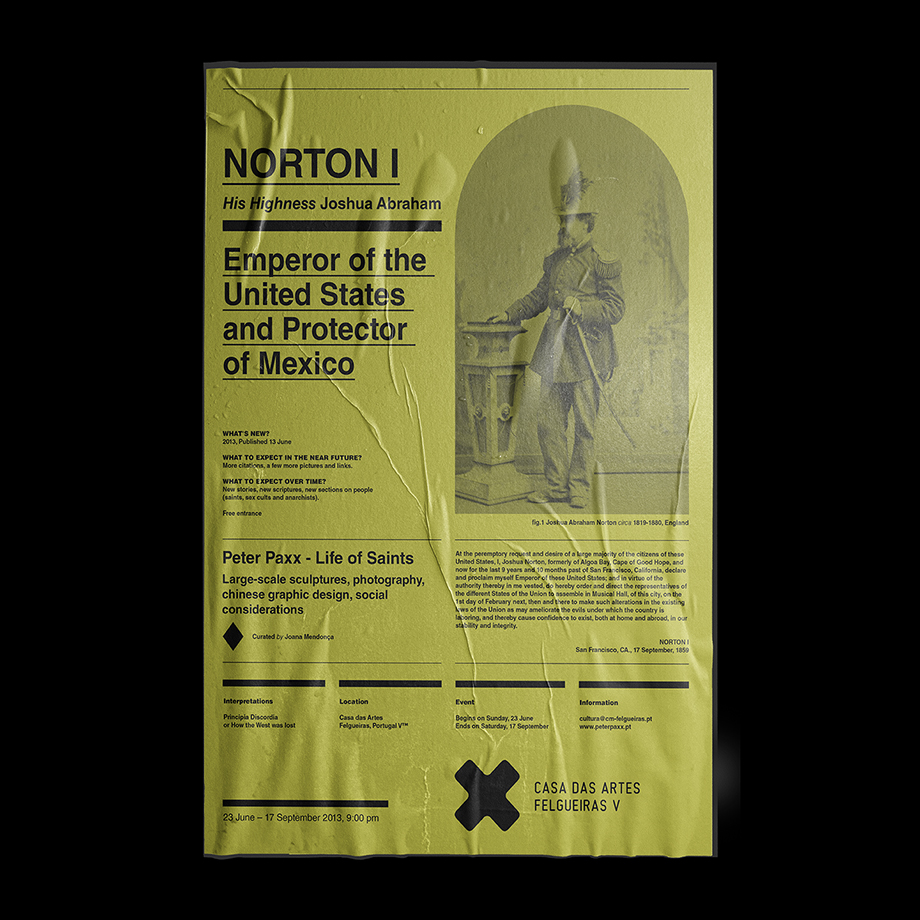 NORTON I
His Highness Joshua Abraham
Emperor of the
United States
and Protector
of Mexico
WHAT'S NEW?
2013, Published 13 June
WHAT TO EXPECT IN THE NEAR FUTURE?
More citations, a few more pictures and links.
WHAT TO EXPECT OVER TIME?
New stories, new scriptures, new sections on people
(saints, sex cults and anarchists).
Free entrance
fig.1 Joshua Abraham Norton circa 1819-1880, England
Peter Paxx - Life of Saints
Large-scale sculptures, photography,
chinese graphic design, social
considerations
Curated by Joana Mendonça
At the peremptory request and desire of a large majority of the citizens of these
United States, I, Joshua Norton, formerly of Algoa Bay, Cape of Good Hope, and
now for the last 9 years and 10 months past of San Francisco, California, declare
and proclaim myself Emperor of these United States; and in virtue of the
authority thereby in me vested, do hereby order and direct the representatives of
the different States of the Union to assemble in Musical Hall, of this city, on the
1st day of February next, then and there to make such alterations in the existing
laws of the Union as may ameliorate the evils under which the country is
laboring, and thereby cause confidence to exist, both at home and abroad, in our
stability and integrity.
NORTON I
San Francisco, CA., 17 September, 1859
Interpretations
Principia Discordia
or How the West was lost
Location
Casa das Artes
Felgueiras, Portugal V™
Event
Begins on Sunday, 23 June
Ends on Saturday, 17 September
Information
cultura@cm-felgueiras.pt
www.peterpaxx.pt
23 June – 17 September 2013, 9:00 pm
CASA DAS ARTES
FELGUEIRAS V